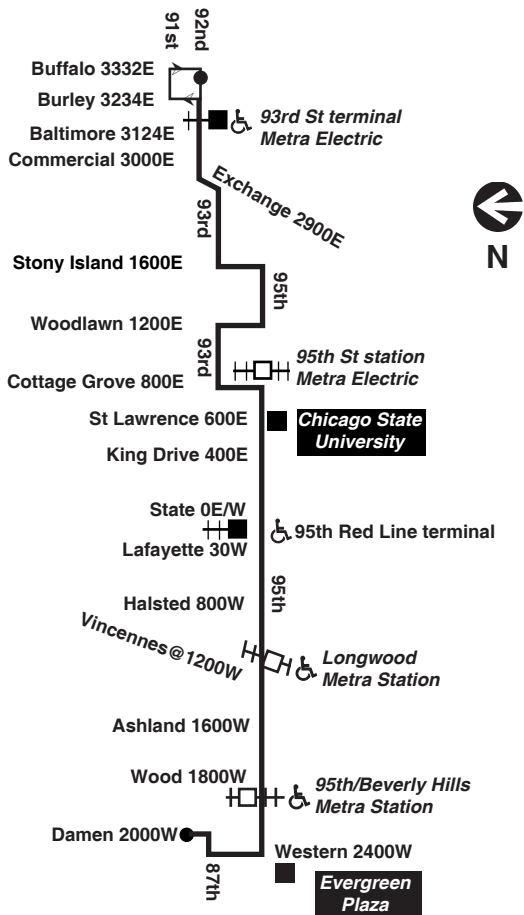 91st
92nd
Buffalo 3332E
Burley 3234E
Baltimore 3124E
93rd St terminal
Metra Electric
Commercial 3000E
Exchange 2900E
93rd
N
Stony Island 1600E
95th
Woodlawn 1200E
93rd
95th St station
Metra Electric
Cottage Grove 800E
St Lawrence 600E
Chicago State
University
King Drive 400E
State 0E/W
95th Red Line terminal
Lafayette 30W
95th
Halsted 800W
Vincennes@1200W
Longwood
Metra Station
Ashland 1600W
Wood 1800W
95th/Beverly Hills
Metra Station
Damen 2000W
87th
Western 2400W
Evergreen
Plaza